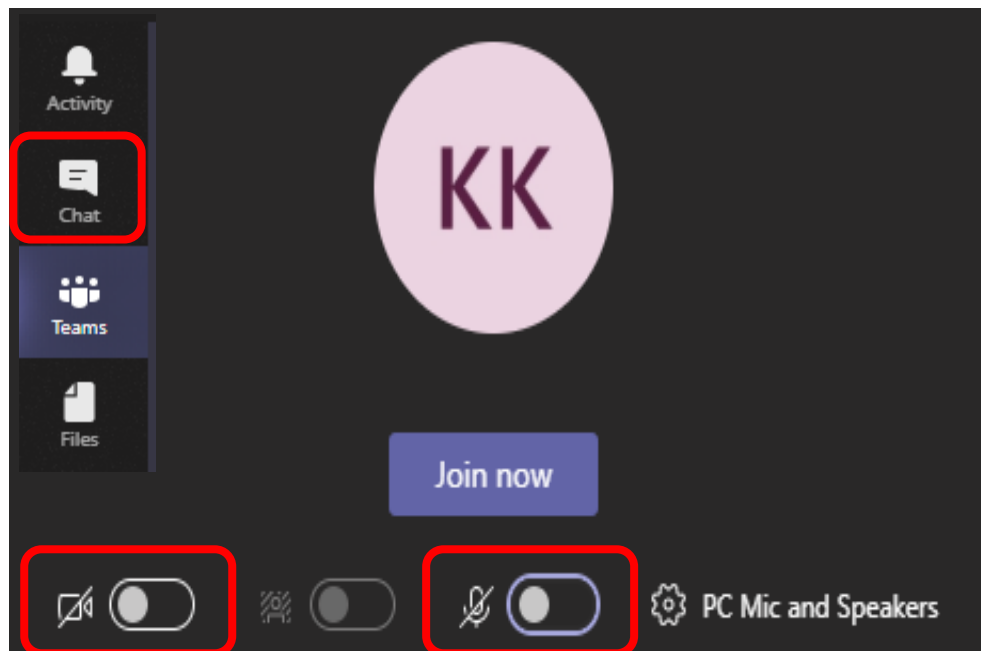 Activity
Chat
Teams
Files
KK
Join now
PC Mic and Speakers